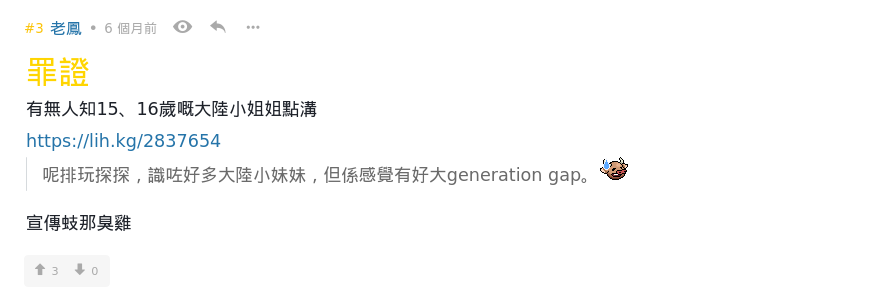 #3 老鳳 • 6 個月前
罪證
有無人知15、16歲嘅大陸小姐姐點溝
https://lih.kg/2837654
呢排玩探探，識咗好多大陸小妹妹，但係感覺有好大generation gap。
宣傳蚑那臭雞
3 0